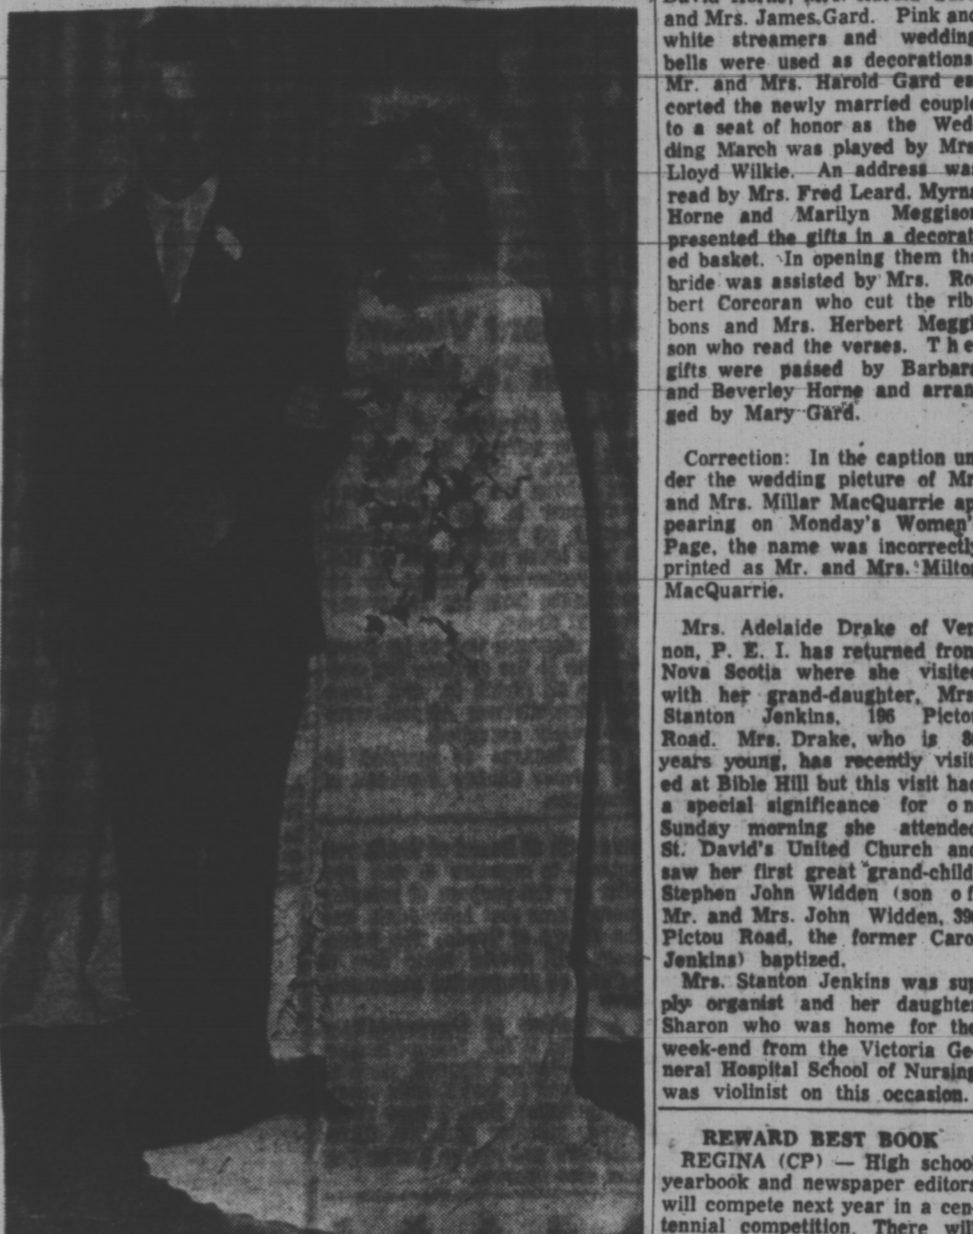 and Mrs. James Gard. Pink and
white streamers and wedding
bells were used as decorations.
Mr. and Mrs. Harold Gard es
corted the newly married couple
to a seat of honor as the Wed-
ding March was played by Mrs.
Lloyd Wilkie. An address was
read by Mrs. Fred Leard. Myrna
Horne and Marilyn Meggison
presented the gifts in a decorat-
ed basket. In opening them the
bride was assisted by Mrs. Ro-
bert Corcoran who cut the rib-
bons and Mrs. Herbert Meggi
son who read the verses. The
gifts were passed by Barbara
and Beverley Horne and arran
ged by Mary Gard.
Correction: In the caption un
der the wedding picture of Mr
and Mrs. Millar MacQuarrie ap
pearing on Monday's Women'
Page, the name was incorrectly
printed as Mr. and Mrs. Milton
MacQuarrie.
Mrs. Adelaide Drake of Ver
non, P. E. I. has returned from
Nova Scotia where she visited
with her grand-daughter, Mrs
Stanton Jenkins, 196 Pictou
Road. Mrs. Drake, who is
years young, has recently visit
ed at Bible Hill but this visit had
a special significance for on
Sunday morning she attended
St. David's United Church and
saw her first great grand-child
Stephen John Widden (son of
Mr. and Mrs. John Widden, 39
Pictou Road, the former Caro
Jenkins) baptized.
Mrs. Stanton Jenkins was sup
ply organist and her daughter
Sharon who was home for the
week-end from the Victoria Ge-
neral Hospital School of Nursing
was violinist on this occasion.
REWARD BEST BOOK
REGINA (CP) — High school
yearbook and newspaper editors
will compete next year in a cen-
tennial competition. There will